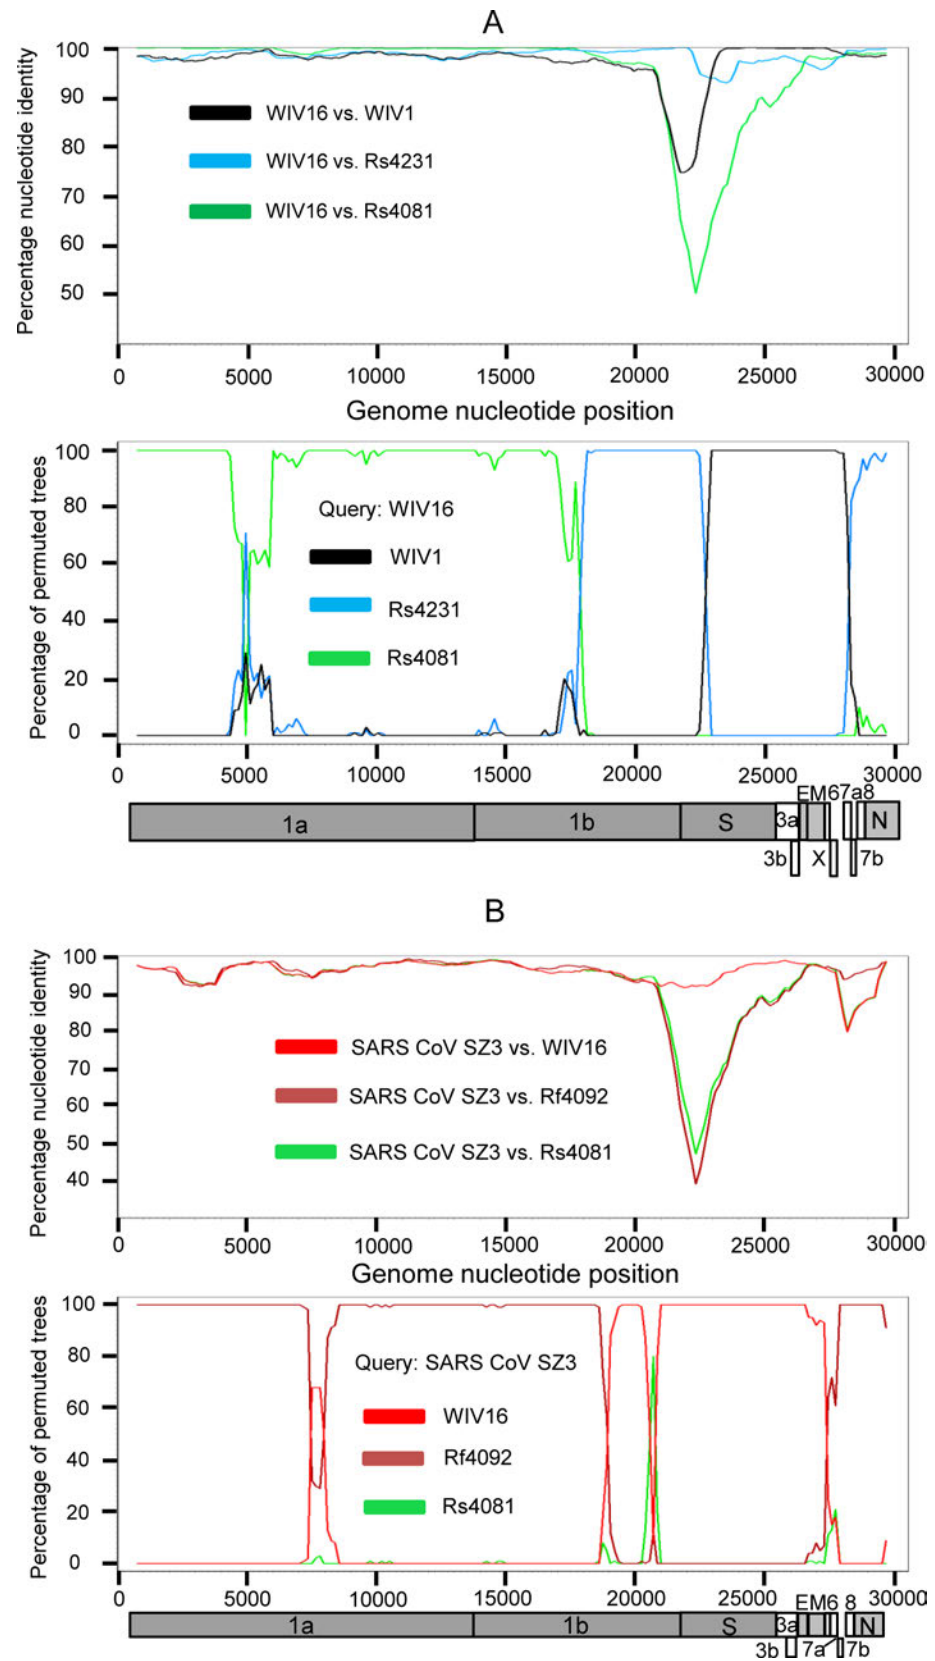 A
Percentage nucleotide identity
100
90
80
70
60
50
WIV16 vs. WIV1
WIV16 vs. Rs4231
WIV16 vs. Rs4081
0 5000 10000 15000 20000 25000 30000
Genome nucleotide position
Percentage of permuted trees
100
80
60
40
20
0
Query: WIV16
WIV1
Rs4231
Rs4081
0 5000 10000 15000 20000 25000 30000
EM67a8
1a 1b S 3a N
3b X 7b
B
Percentage nucleotide identity
100
90
80
70
60
50
40
SARS CoV SZ3 vs. WIV16
SARS CoV SZ3 vs. Rf4092
SARS CoV SZ3 vs. Rs4081
0 5000 10000 15000 20000 25000 30000
Genome nucleotide position
Percentage of permuted trees
100
80
60
40
20
0
Query: SARS CoV SZ3
WIV16
Rf4092
Rs4081
0 5000 10000 15000 20000 25000 30000
EM6 8
1a 1b S 3a N
3b 7a 7b